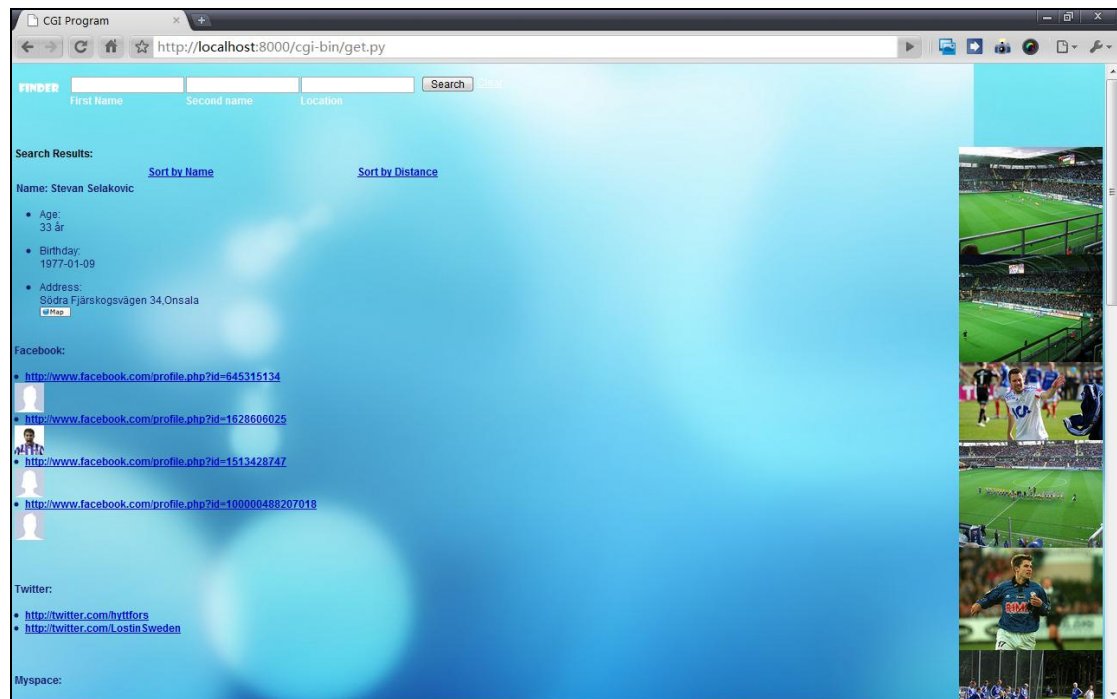 CGI Program
http://localhost:8000/cgi-bin/get.py
FINDER Search Clear
First Name Second name Location
Search Results:
Sort by Name Sort by Distance
Name: Stevan Selakovic
Age:
33 år
Birthday:
1977-01-09
Address:
Södra Fjärskogsvägen 34,Onsala
Map
Facebook:
http://www.facebook.com/profile.php?id=645315134
http://www.facebook.com/profile.php?id=1628606025
http://www.facebook.com/profile.php?id=1513428747
http://www.facebook.com/profile.php?id=100000488207018
Twitter:
http://twitter.com/hyttfors
http://twitter.com/LostinSweden
Myspace:
ICA
RIMI
17